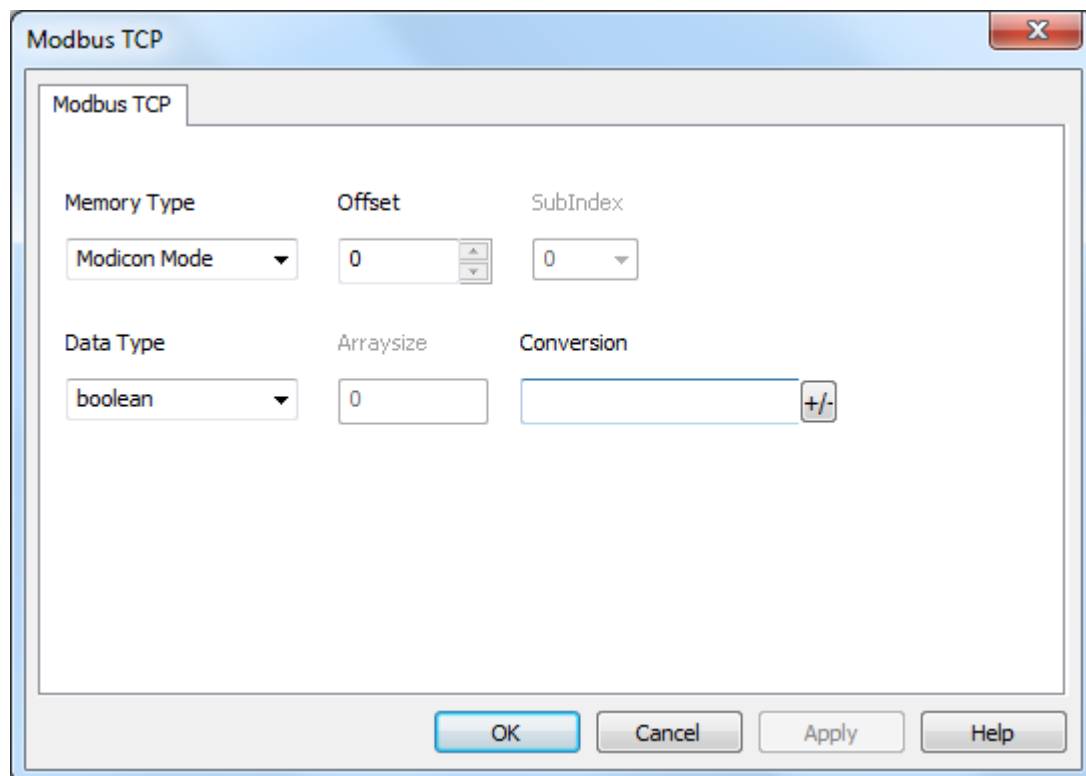 Modbus TCP
Modbus TCP
Memory Type Offset SubIndex
Modicon Mode 0 0
Data Type Arraysize Conversion
boolean 0 +/-
OK Cancel Apply Help